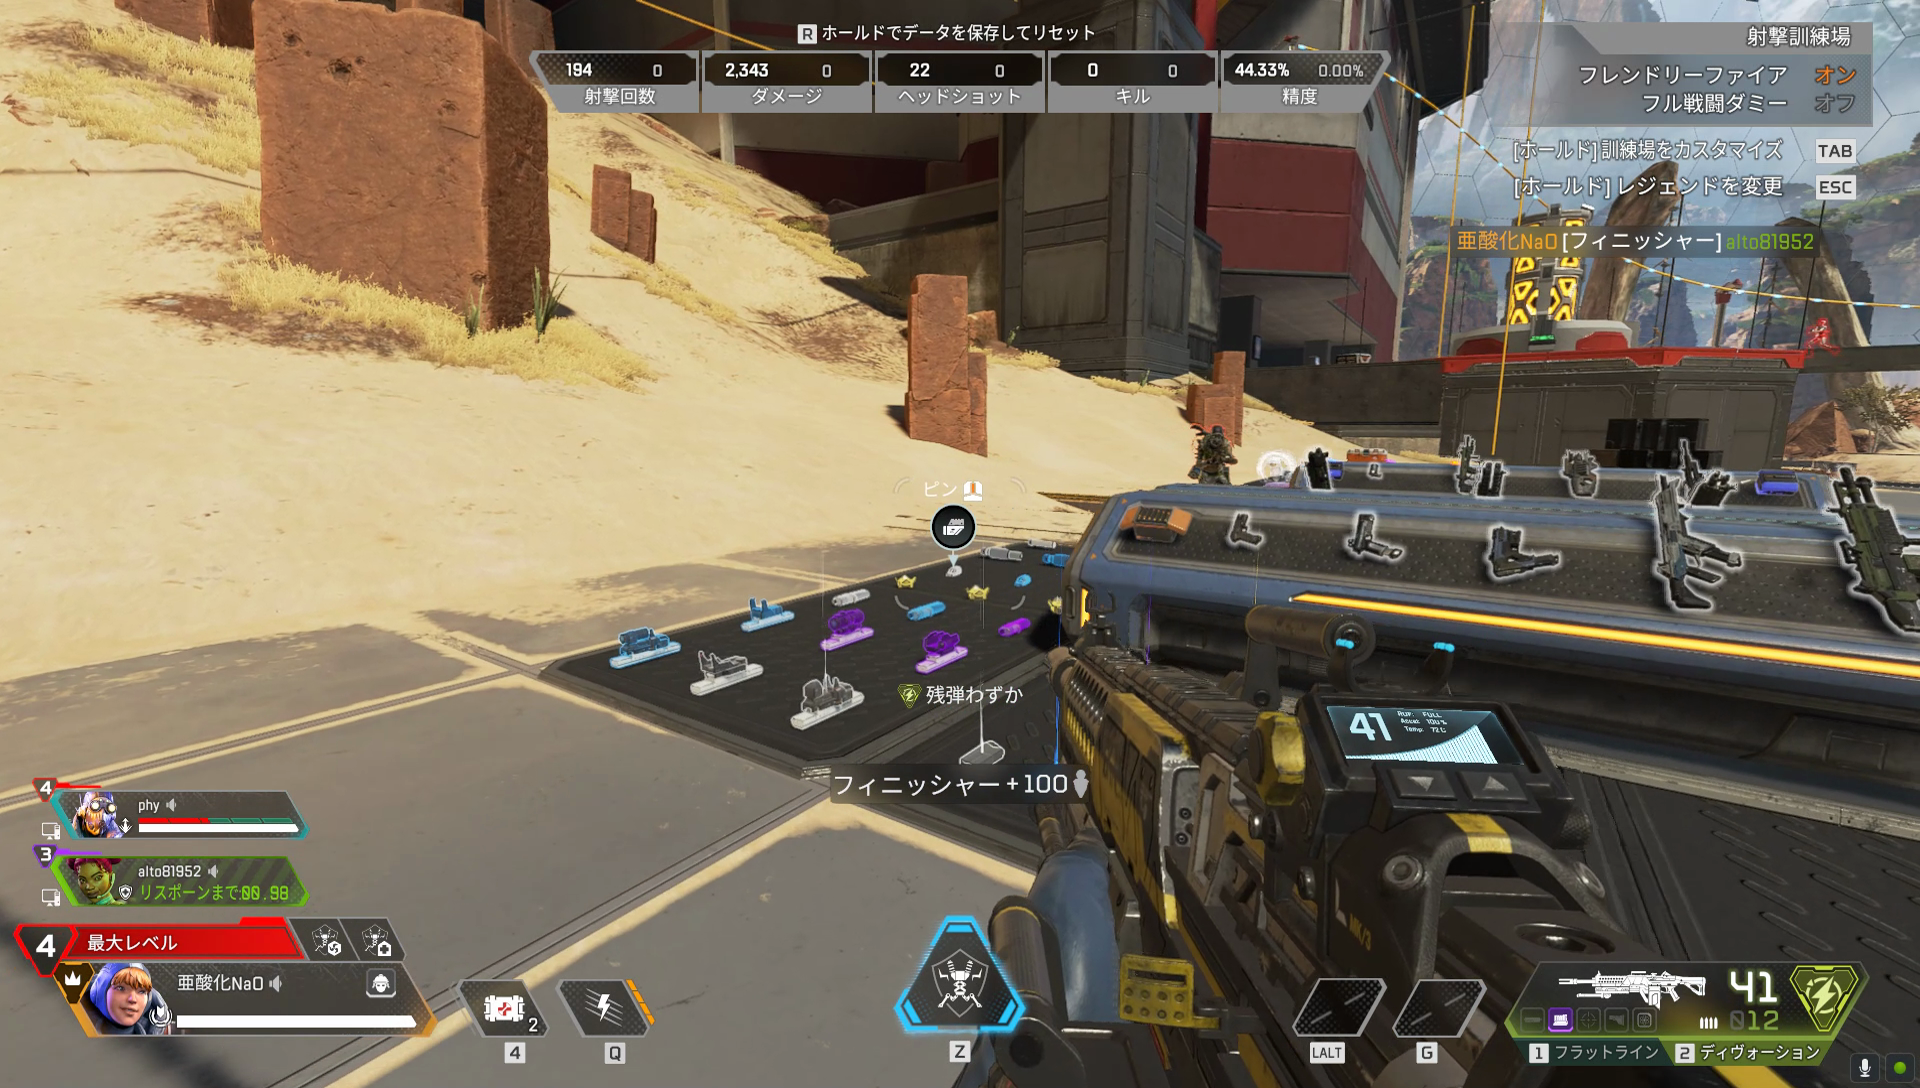 R ホールドでデータを保存してリセット
194 0 2,343 0 22 0 0 0 44.33% 0.00%
射撃回数 ダメージ ヘッドショット キル 精度
射撃訓練場
フレンドリーファイア オン
フル戦闘ダミー オフ
[ホールド]訓練場をカスタマイズ TAB
[ホールド]レジェンドを変更 ESC
亜酸化NaO[フィニッシャー]alto81952
ピン
残弾わずか
フィニッシャー+100
41
4
phy
3
alto81952
リスポーンまで:00.98
4 最大レベル
亜酸化NaO
2
4 Q Z LALT G
41
012
1 フラットライン 2 ディヴォーション